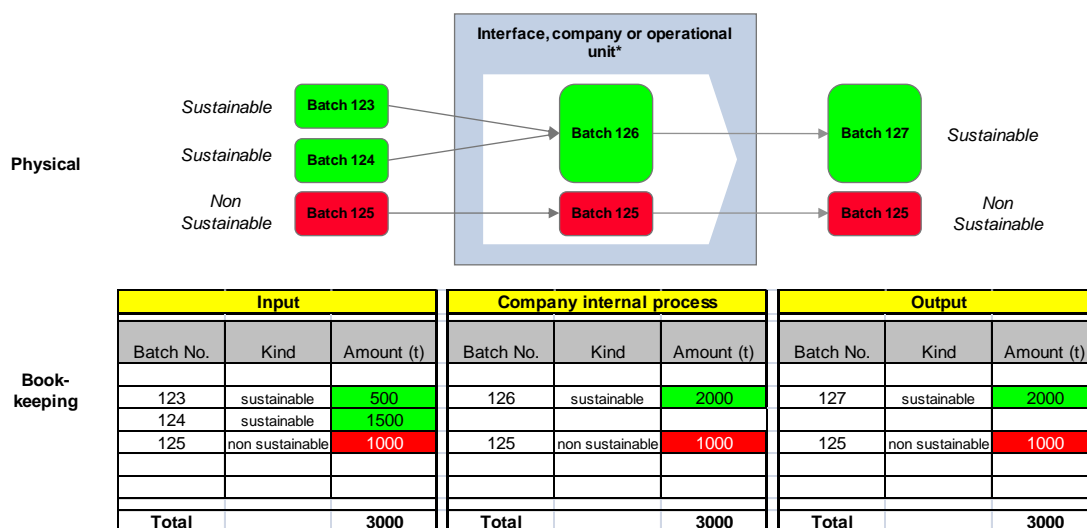 Interface, company or operational
unit*
Sustainable
Batch 123
Batch 126
Batch 127
Sustainable
Sustainable
Batch 124
Physical
Non
Sustainable
Batch 125
Batch 125
Batch 125
Non
Sustainable
Input
Company internal process
Output
Batch No. Kind Amount (t) Batch No. Kind Amount (t) Batch No. Kind Amount (t)
Book-
keeping
123 sustainable 500 126 sustainable 2000 127 sustainable 2000
124 sustainable 1500
125 non sustainable 1000 125 non sustainable 1000 125 non sustainable 1000
Total 3000 Total 3000 Total 3000